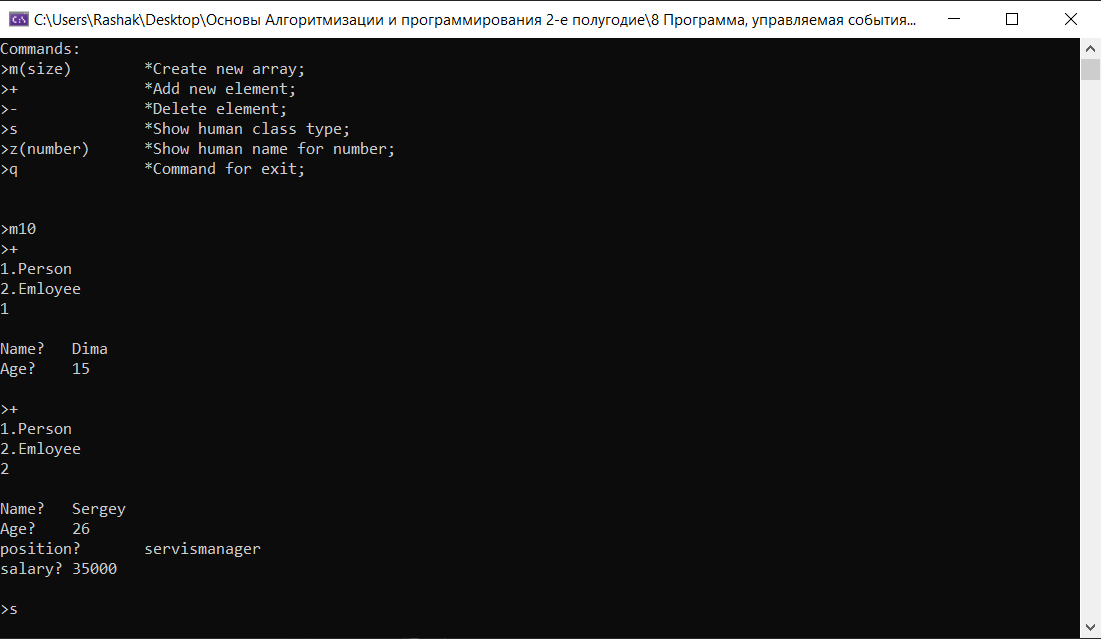 C:\Users\Rashak\Desktop\Основы Алгоритмизации и программирования 2-е полугодие\8 Программа, управляемая события...
Commands:
>m(size)        *Create new array;
>+              *Add new element;
>-              *Delete element;
>s              *Show human class type;
>z(number)      *Show human name for number;
>q              *Command for exit;
>m10
>+
1.Person
2.Emloyee
1
Name?   Dima
Age?    15
>+
1.Person
2.Emloyee
2
Name?   Sergey
Age?    26
position?       servismanager
salary? 35000
>s